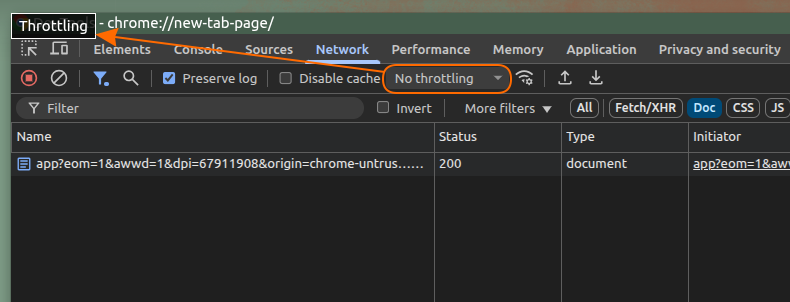 Throttling - chrome://new-tab-page/
Elements Console Sources Network Performance Memory Application Privacy and security
Preserve log Disable cache No throttling
Filter Invert More filters All Fetch/XHR Doc CSS JS
Name Status Type Initiator
app?eom=1&awwd=1&dpi=67911908&origin=chrome-untrus…... 200 document app?eom=1&aww